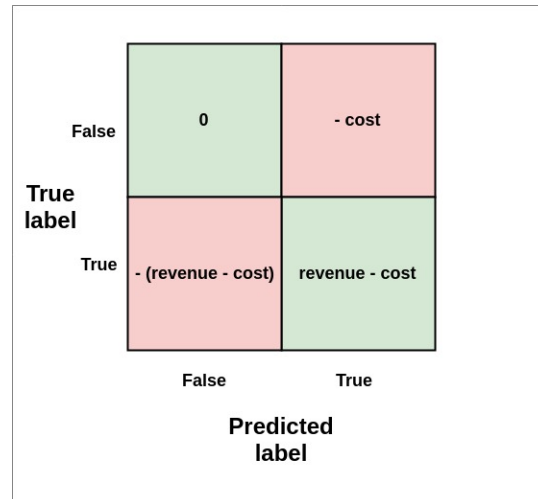 0
- cost
False
True
label
True
- (revenue - cost)
revenue - cost
False
True
Predicted
label